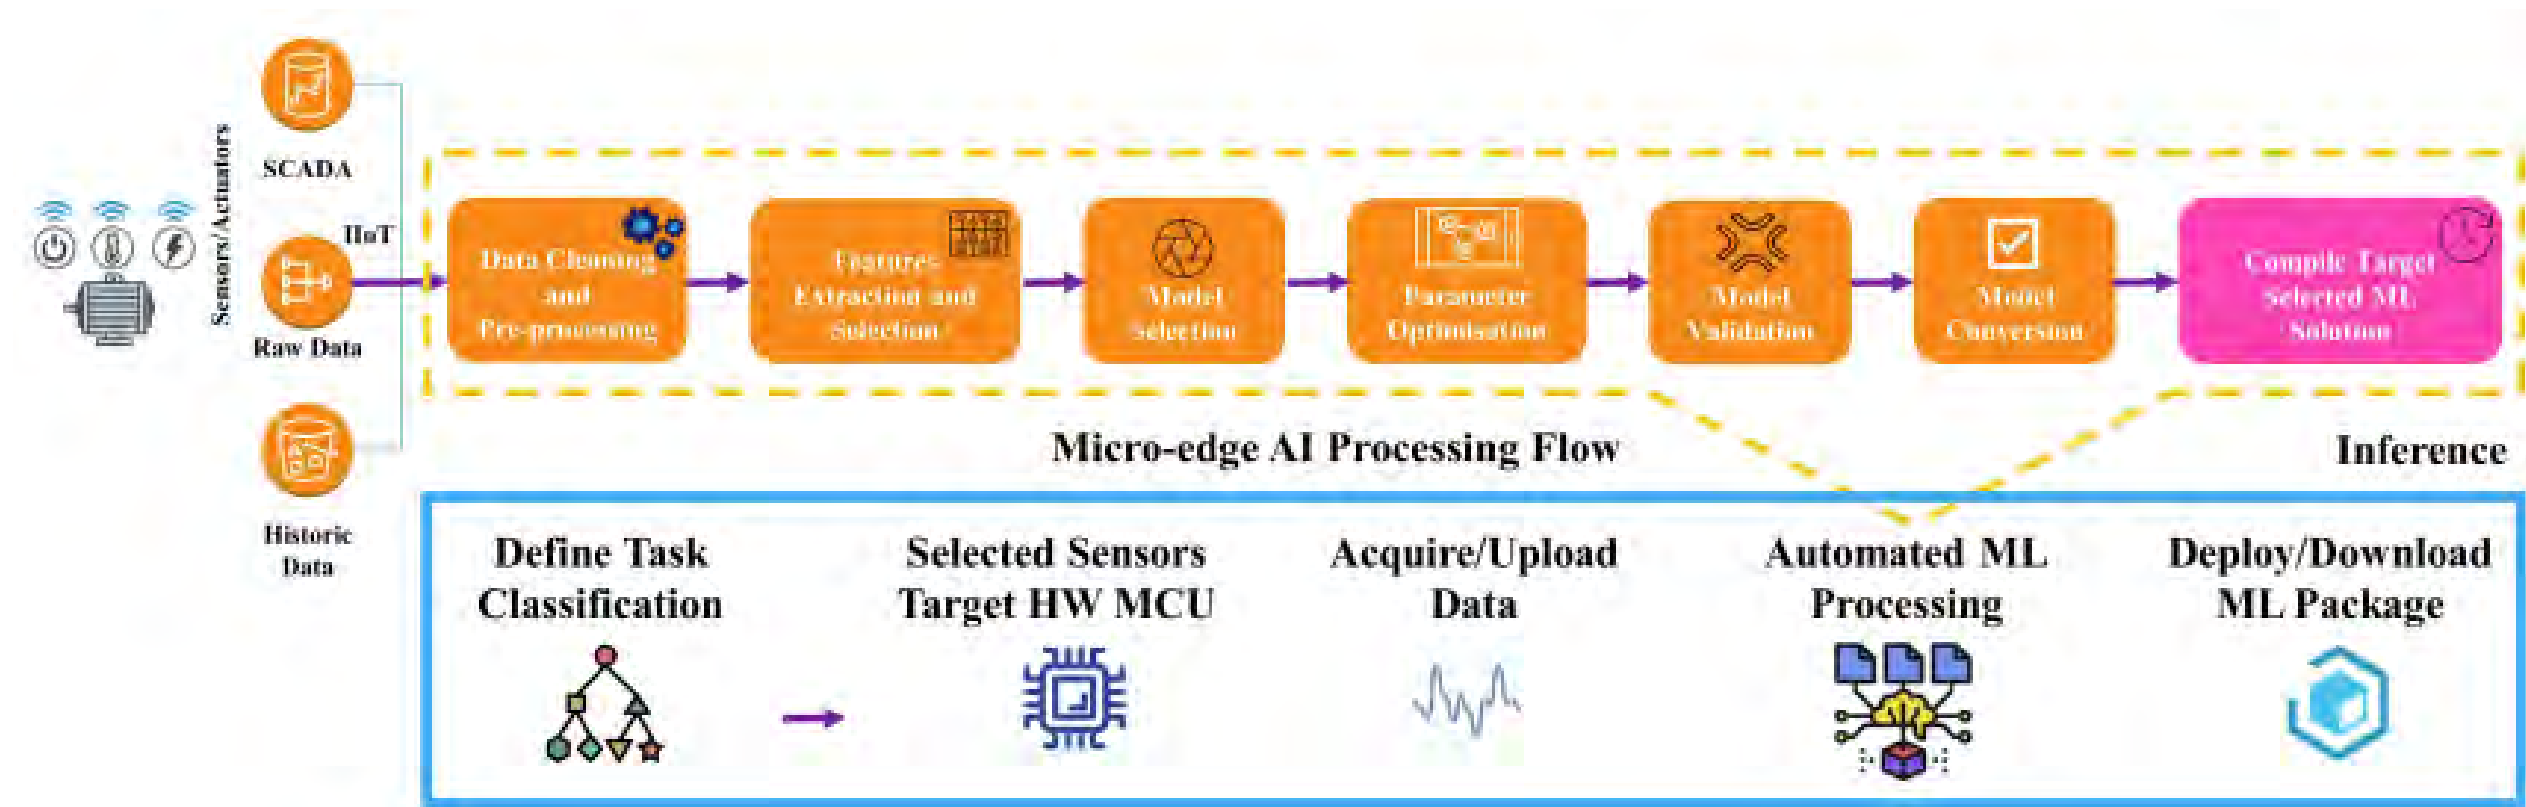 SCADA
Sensors/Actuators
IIoT
Raw Data
Historic
Data
Data Cleansing
and
Pre-processing
Features
Extraction and
Selection
Model
Selection
Parameter
Optimisation
Model
Validation
Model
Conversion
Compile Target
Selected ML
Solution
Micro-edge AI Processing Flow
Inference
Define Task
Classification
Selected Sensors
Target HW MCU
Acquire/Upload
Data
Automated ML
Processing
Deploy/Download
ML Package